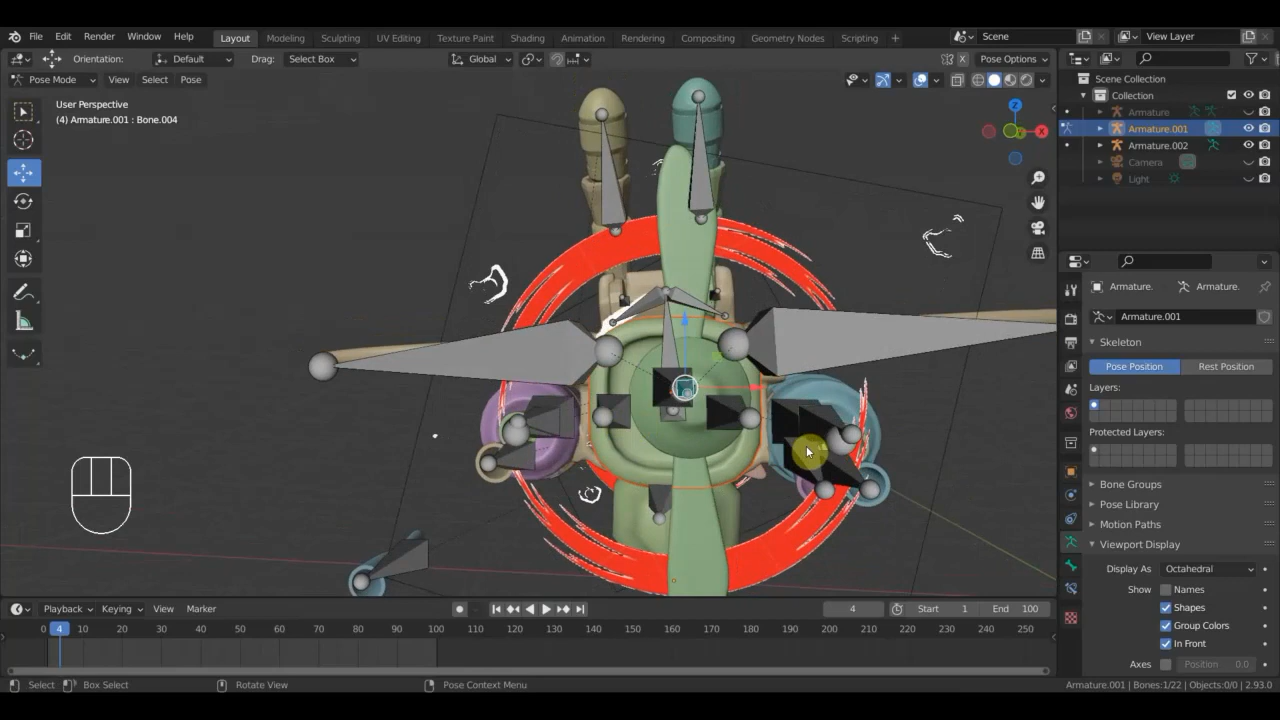 File Edit Render Window Help Layout Modeling Sculpting UV Editing Texture Paint Shading Animation Rendering Compositing Geometry Nodes Scripting + Scene View Layer
Orientation: Default Drag: Select Box Global Pose Options
Pose Mode View Select Pose
User Perspective
(4) Armature.001 : Bone.004
Z
X
Scene Collection
Collection
Armature
Armature.001
Armature.002
Camera
Light
Armature. Armature.
Armature.001
Skeleton
Pose Position Rest Position
Layers:
Protected Layers:
Bone Groups
Pose Library
Motion Paths
Viewport Display
Display As Octahedral
Show Names
Shapes
Group Colors
In Front
Axes Position 0.0
Playback Keying View Marker 4 Start 1 End 100
0 4 10 20 30 40 50 60 70 80 90 100 110 120 130 140 150 160 170 180 190 200 210 220 230 240 250
Select Box Select Rotate View Pose Context Menu Armature.001 | Bones:1/22 | Objects:0/0 | 2.93.0